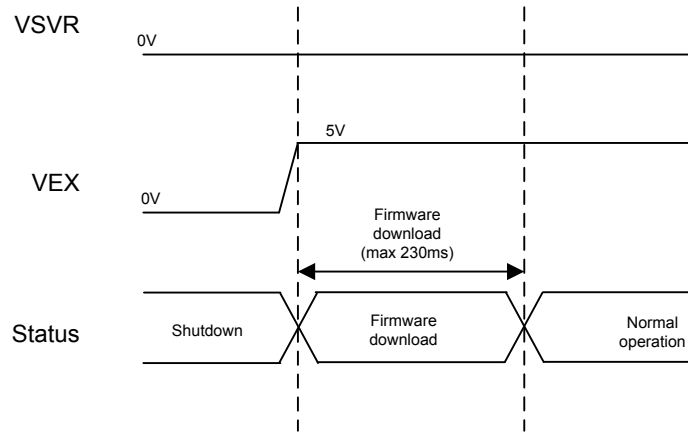 VSVR
0V
5V
VEX
0V
Firmware
download
(max 230ms)
Status
Shutdown
Firmware
download
Normal
operation